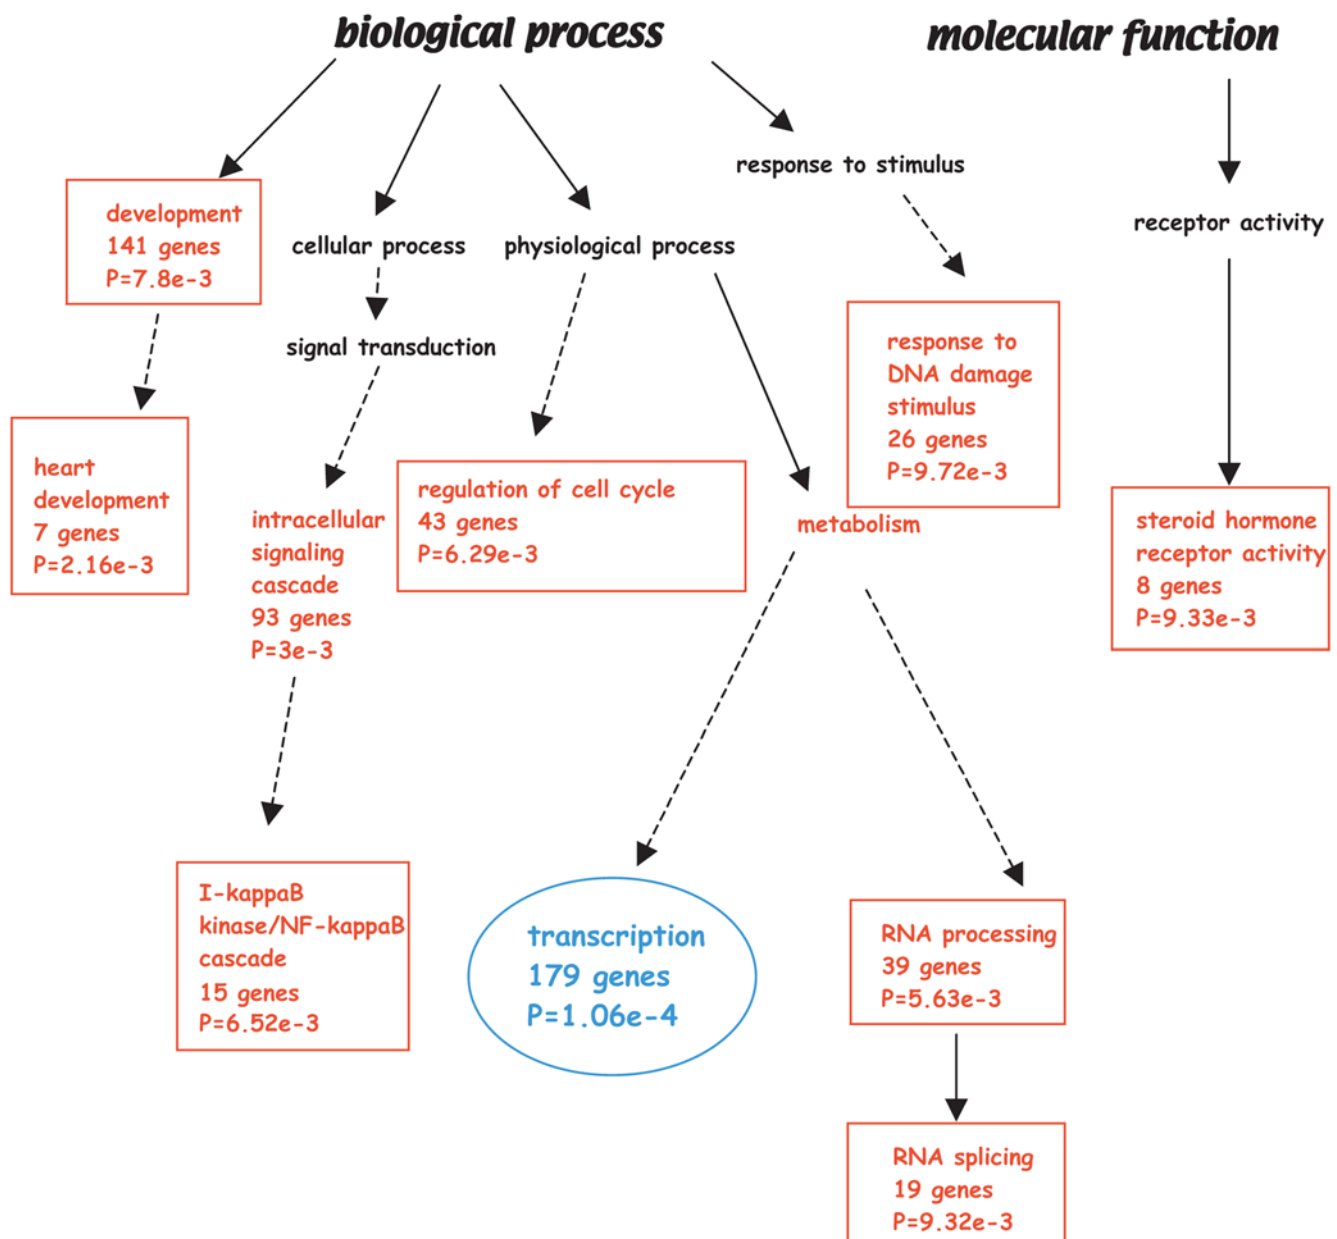 biological process
molecular function
response to stimulus
development
141 genes
P=7.8e-3
cellular process
physiological process
receptor activity
signal transduction
response to
DNA damage
stimulus
26 genes
P=9.72e-3
heart
development
7 genes
P=2.16e-3
intracellular
signaling
cascade
93 genes
P=3e-3
regulation of cell cycle
43 genes
P=6.29e-3
metabolism
steroid hormone
receptor activity
8 genes
P=9.33e-3
I-kappaB
kinase/NF-kappaB
cascade
15 genes
P=6.52e-3
transcription
179 genes
P=1.06e-4
RNA processing
39 genes
P=5.63e-3
RNA splicing
19 genes
P=9.32e-3